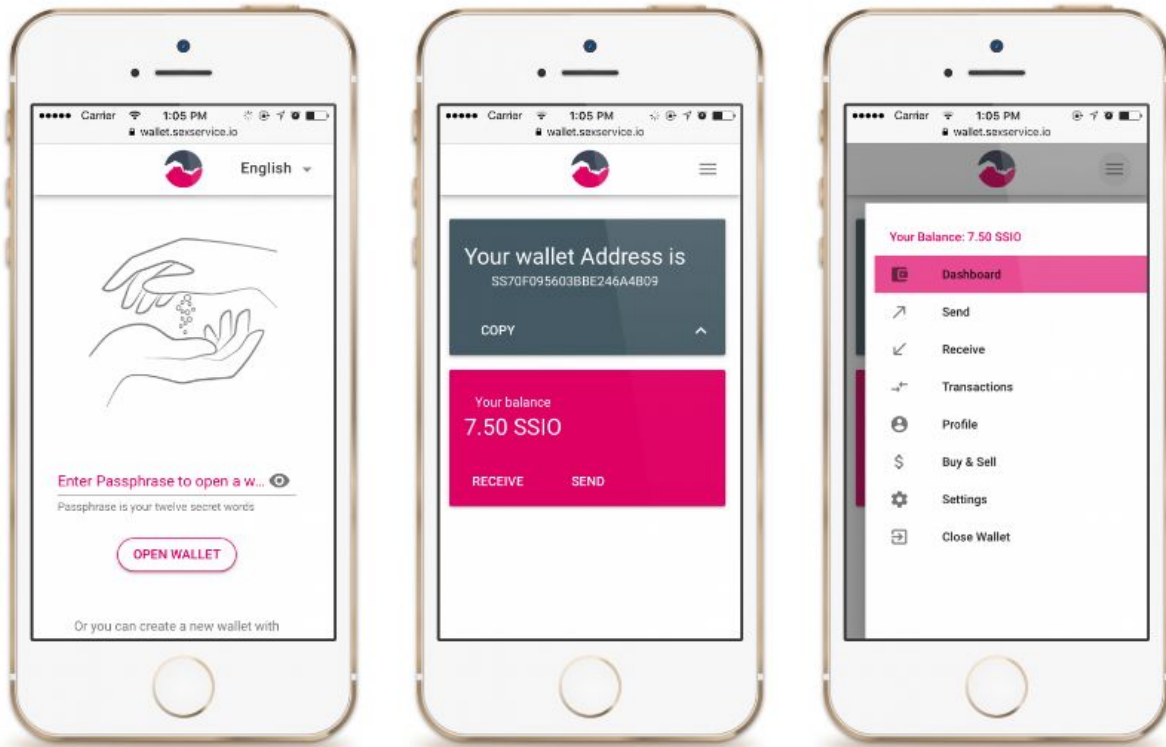 Carrier 1:05 PM
wallet.sexservice.io
English
Enter Passphrase to open a w...
Passphrase is your twelve secret words
OPEN WALLET
Or you can create a new wallet with
Carrier 1:05 PM
wallet.sexservice.io
Your wallet Address is
SS70F095603BBE246A4B09
COPY
Your balance
7.50 SSIO
RECEIVE SEND
Carrier 1:05 PM
wallet.sexservice.io
Your Balance: 7.50 SSIO
Dashboard
Send
Receive
Transactions
Profile
Buy & Sell
Settings
Close Wallet